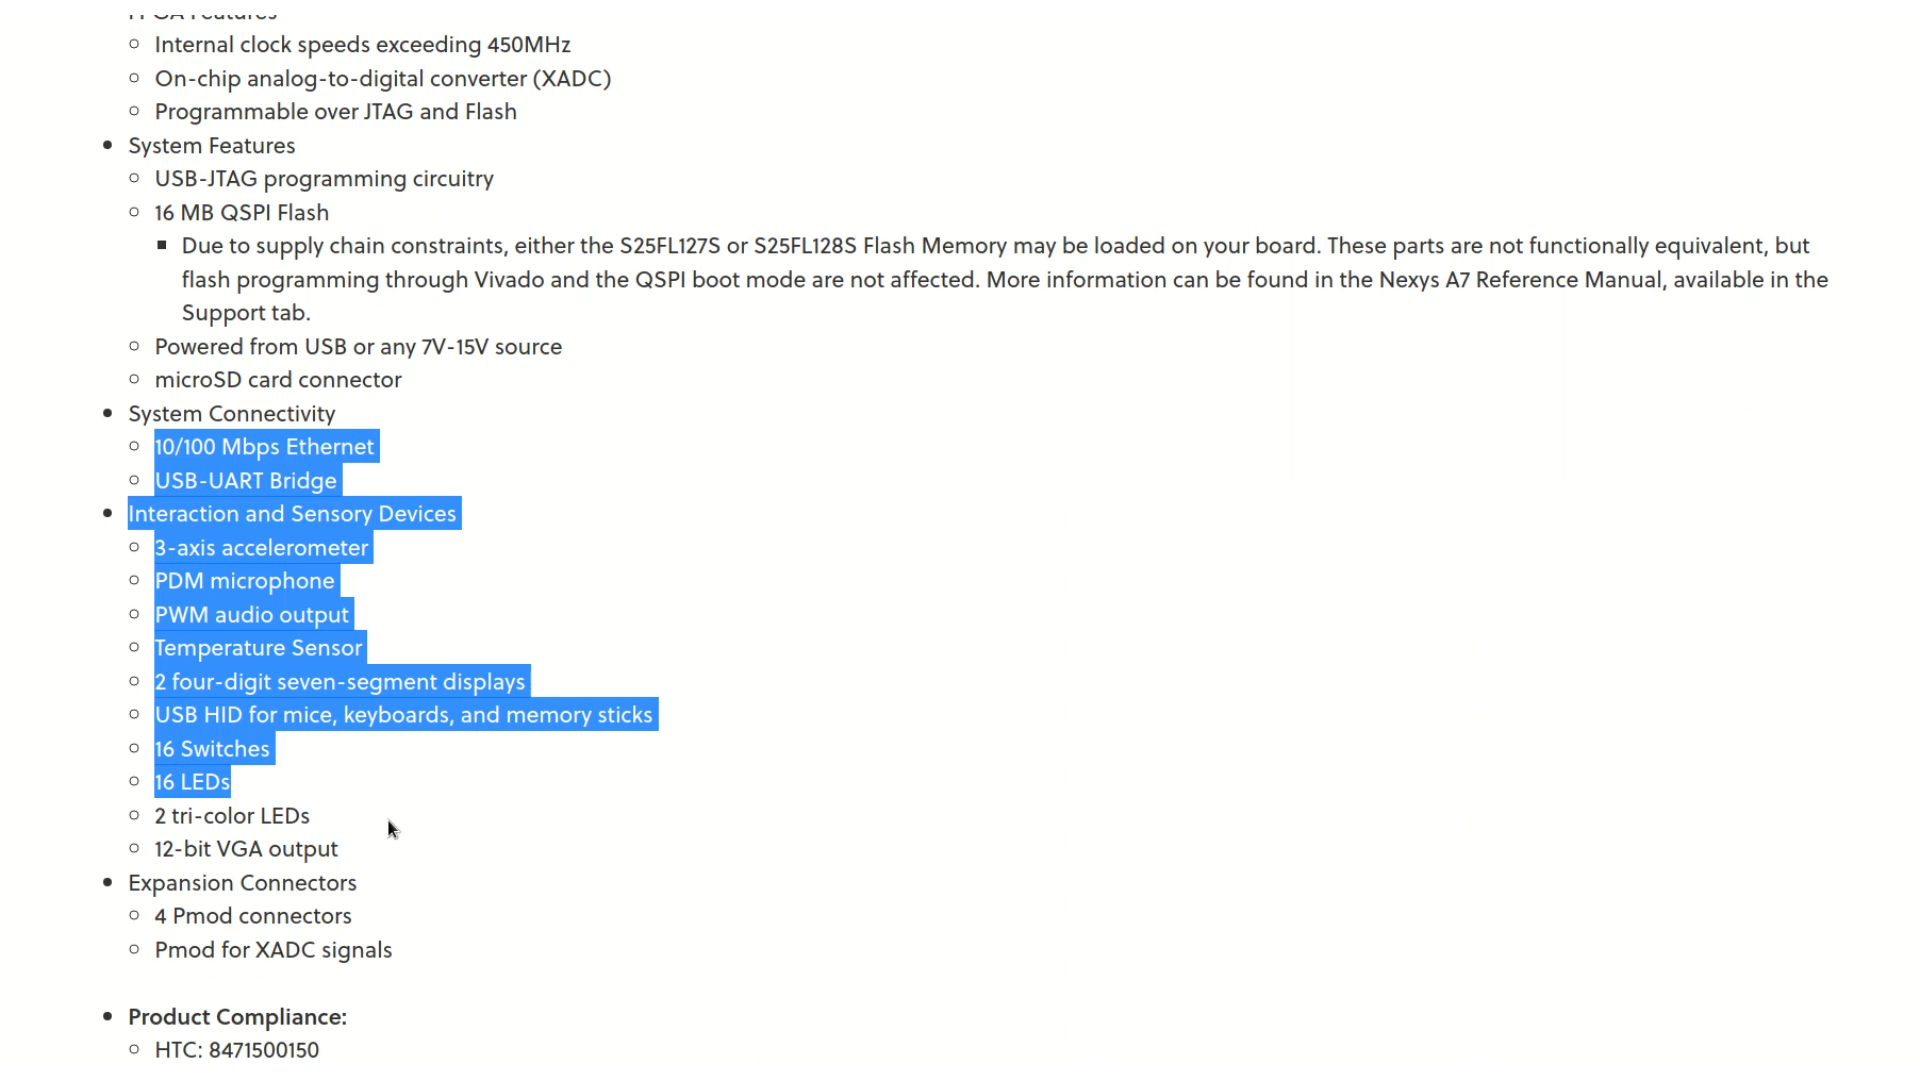 FPGA Features
Internal clock speeds exceeding 450MHz
On-chip analog-to-digital converter (XADC)
Programmable over JTAG and Flash
System Features
USB-JTAG programming circuitry
16 MB QSPI Flash
Due to supply chain constraints, either the S25FL127S or S25FL128S Flash Memory may be loaded on your board. These parts are not functionally equivalent, but
flash programming through Vivado and the QSPI boot mode are not affected. More information can be found in the Nexys A7 Reference Manual, available in the
Support tab.
Powered from USB or any 7V-15V source
microSD card connector
System Connectivity
10/100 Mbps Ethernet
USB-UART Bridge
Interaction and Sensory Devices
3-axis accelerometer
PDM microphone
PWM audio output
Temperature Sensor
2 four-digit seven-segment displays
USB HID for mice, keyboards, and memory sticks
16 Switches
16 LEDs
2 tri-color LEDs
12-bit VGA output
Expansion Connectors
4 Pmod connectors
Pmod for XADC signals
Product Compliance:
HTC: 8471500150